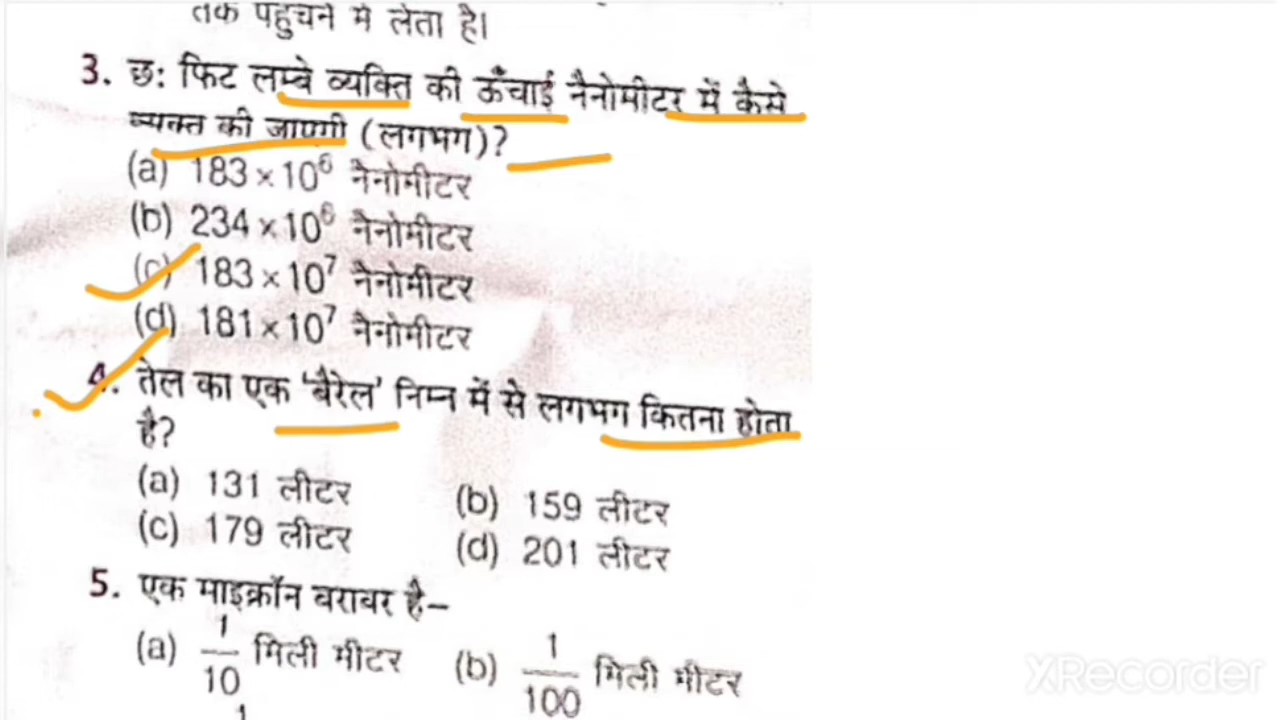 तक पहुचने में लेता है।
3. छ: फिट लम्बे व्यक्ति की ऊँचाई नैनोमीटर में कैसे
व्यक्त की जाएगी (लगभग)?
(a) 183 × 10⁶ नैनोमीटर
(b) 234 × 10⁶ नैनोमीटर
(c) 183 × 10⁷ नैनोमीटर
(d) 181 × 10⁷ नैनोमीटर
4. तेल का एक 'बैरेल' निम्न में से लगभग कितना होता
है?
(a) 131 लीटर (b) 159 लीटर
(c) 179 लीटर (d) 201 लीटर
5. एक माइक्रॉन बराबर है–
(a) 1/10 मिली मीटर (b) 1/100 मिली मीटर
1
XRecorder